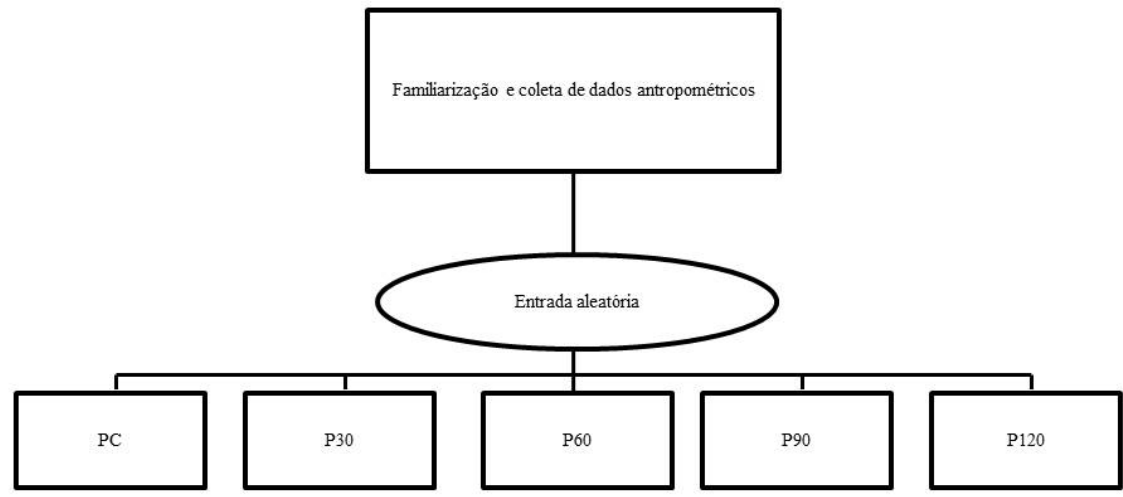 Familiarização e coleta de dados antropométricos
Entrada aleatória
PC
P30
P60
P90
P120